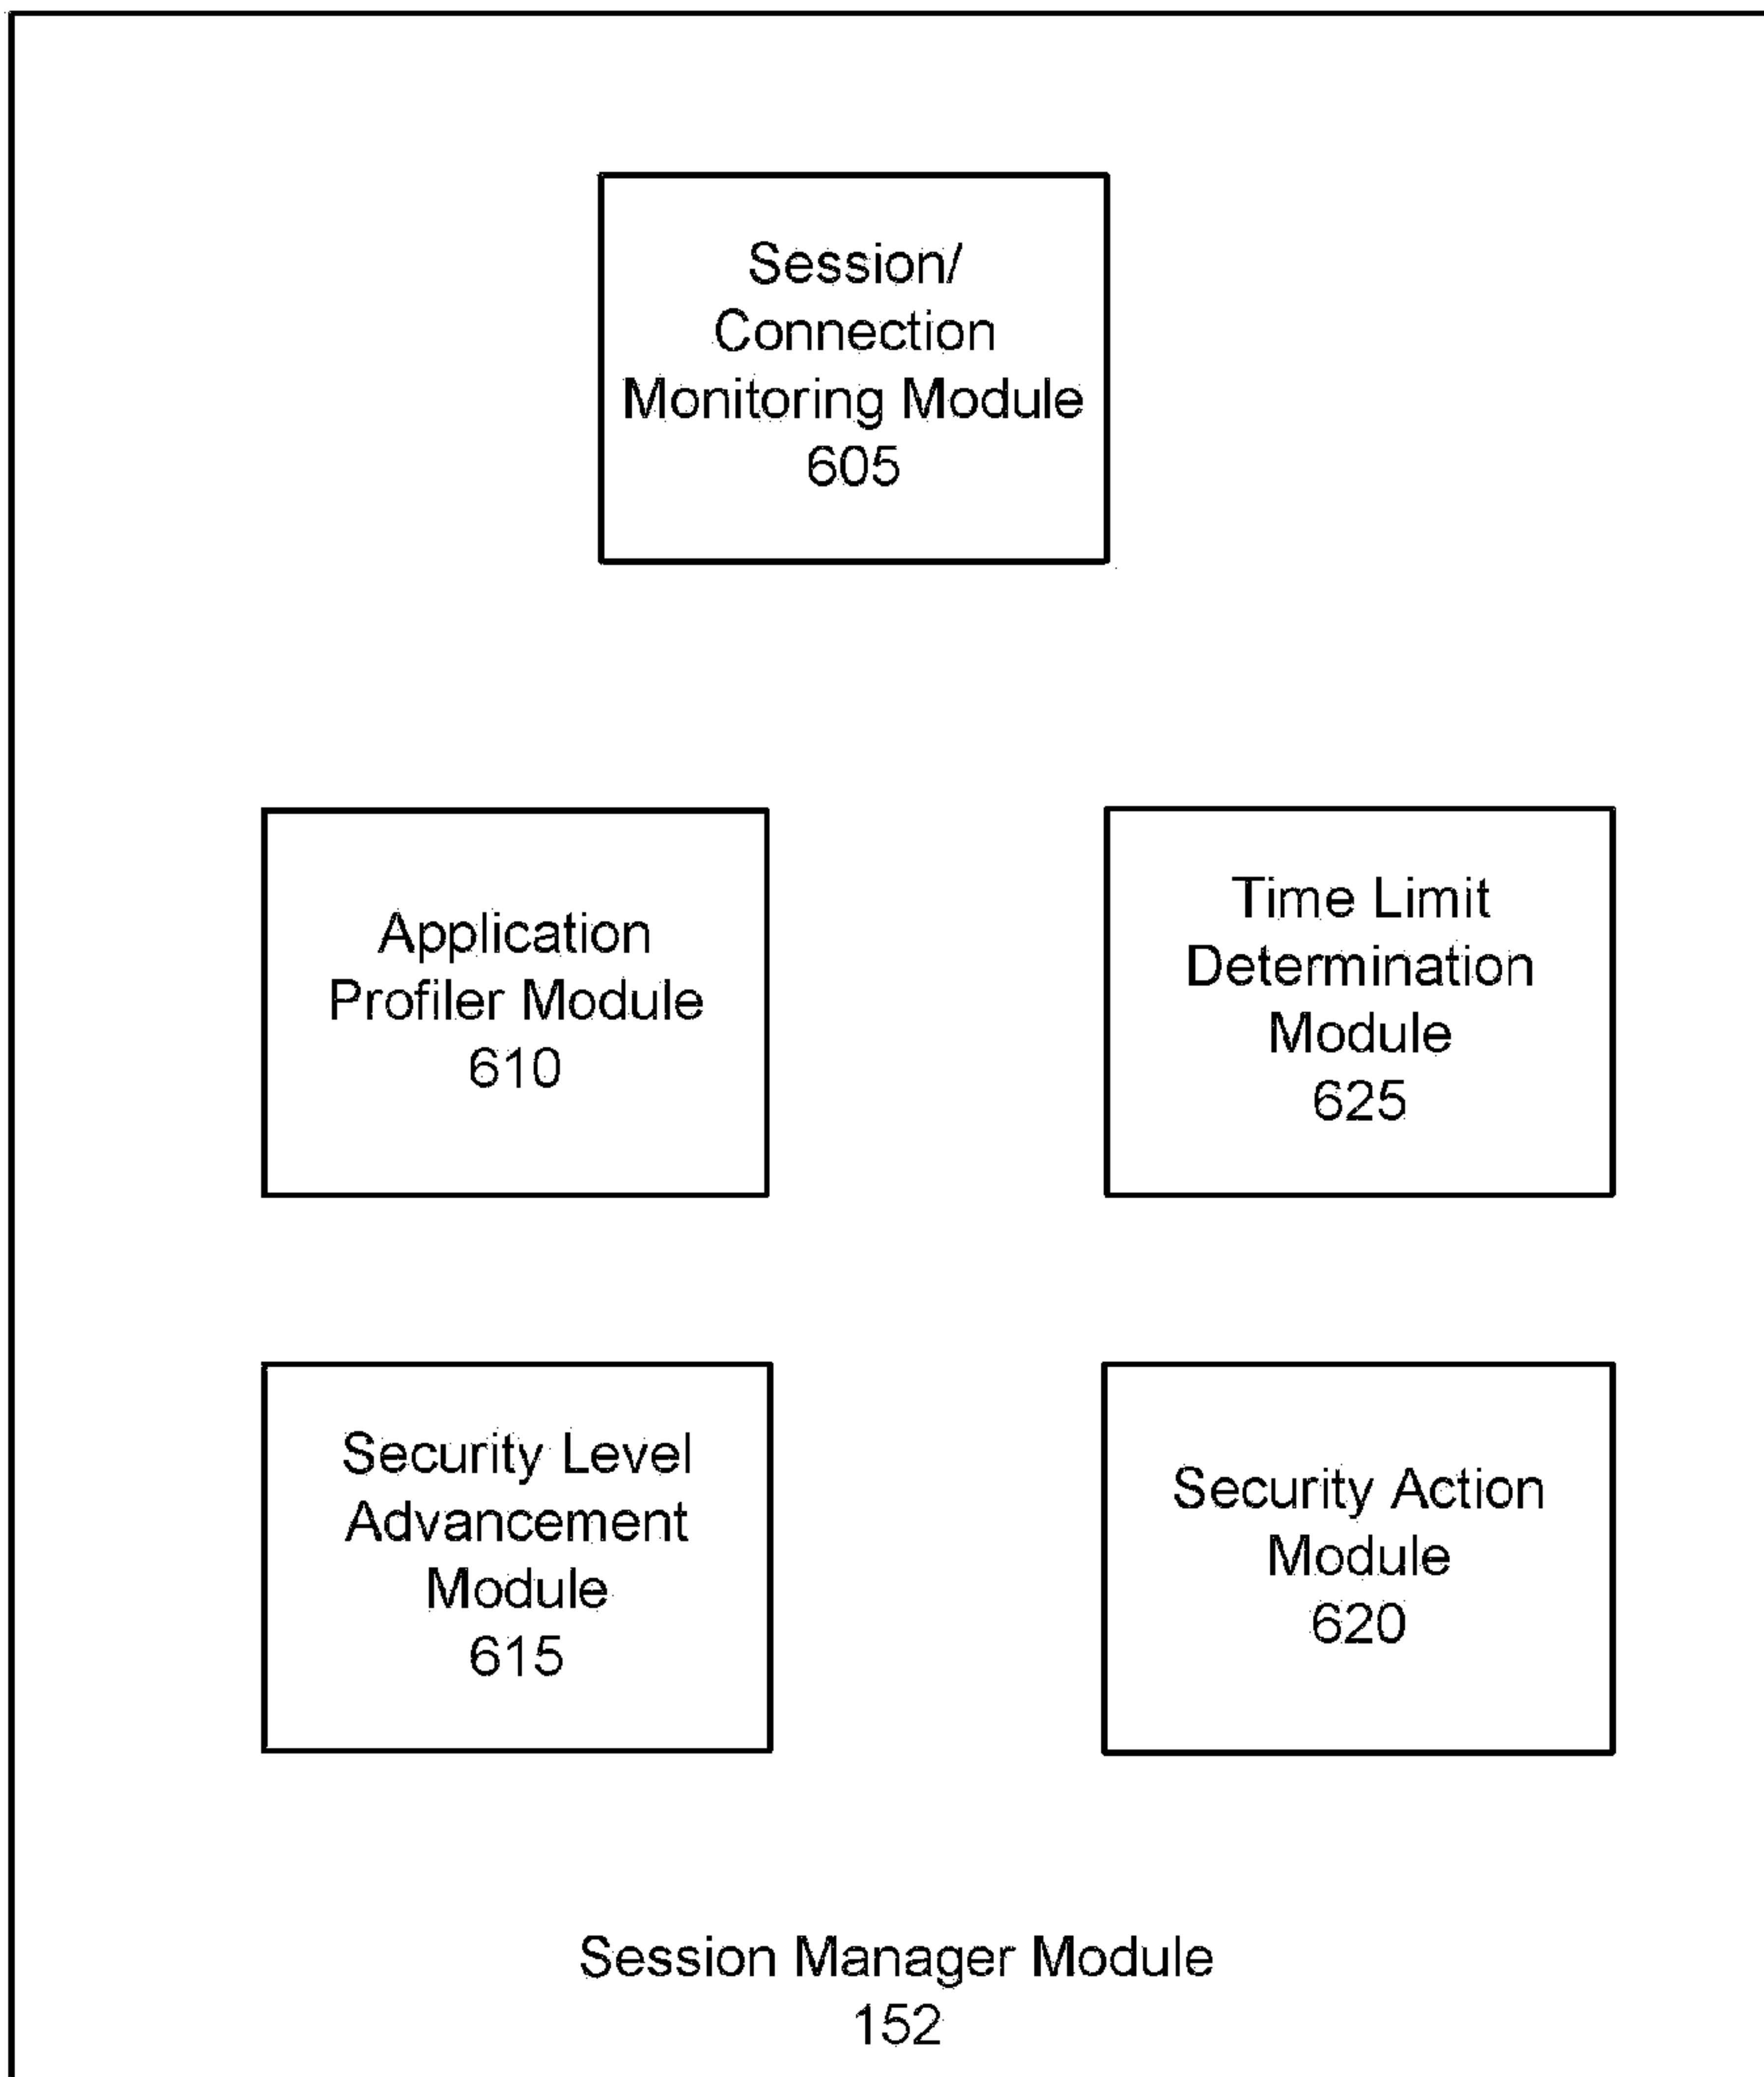 Session/
Connection
Monitoring Module
605
Application
Profiler Module
610
Time Limit
Determination
Module
625
Security Level
Advancement
Module
615
Security Action
Module
620
Session Manager Module
152